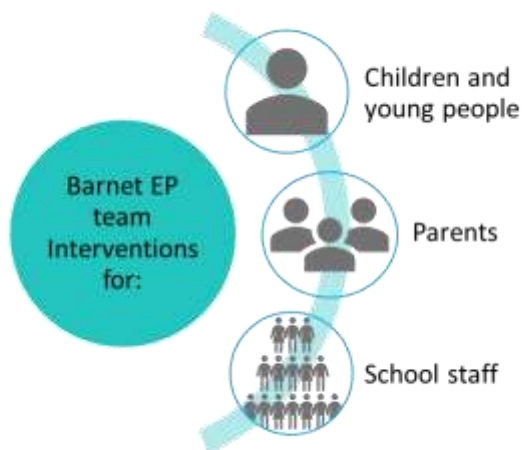 Barnet EP
team
Interventions
for:
Children and
young people
Parents
School staff